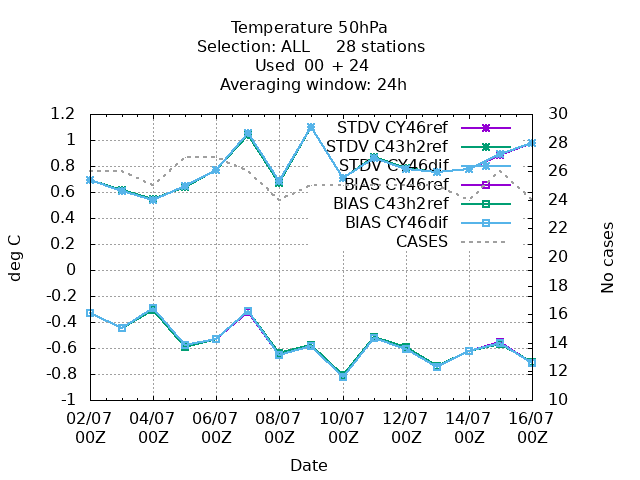 Temperature 50hPa
Selection: ALL 28 stations
Used 00 + 24
Averaging window: 24h
deg C
1.2
1
0.8
0.6
0.4
0.2
0
-0.2
-0.4
-0.6
-0.8
-1
30
28
26
24
22
20
18
16
14
12
10
No cases
STDV CY46ref
STDV C43h2ref
STDV CY46dif
BIAS CY46ref
BIAS C43h2ref
BIAS CY46dif
CASES
02/07 04/07 06/07 08/07 10/07 12/07 14/07 16/07
00Z 00Z 00Z 00Z 00Z 00Z 00Z 00Z
Date